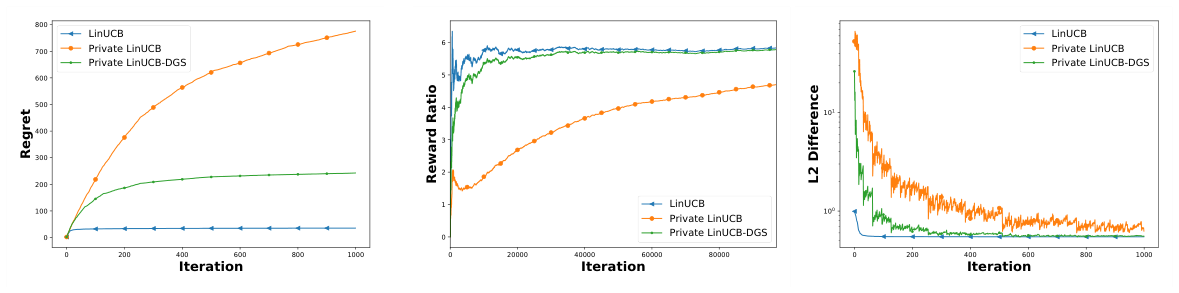 LinUCB
Private LinUCB
Private LinUCB-DGS
Regret
800
700
600
500
400
300
200
100
0
0 200 400 600 800 1000
Iteration
Reward Ratio
6
5
4
3
2
1
0
LinUCB
Private LinUCB
Private LinUCB-DGS
0 20000 40000 60000 80000
Iteration
LinUCB
Private LinUCB
Private LinUCB-DGS
L2 Difference
10¹
10⁰
0 200 400 600 800 1000
Iteration